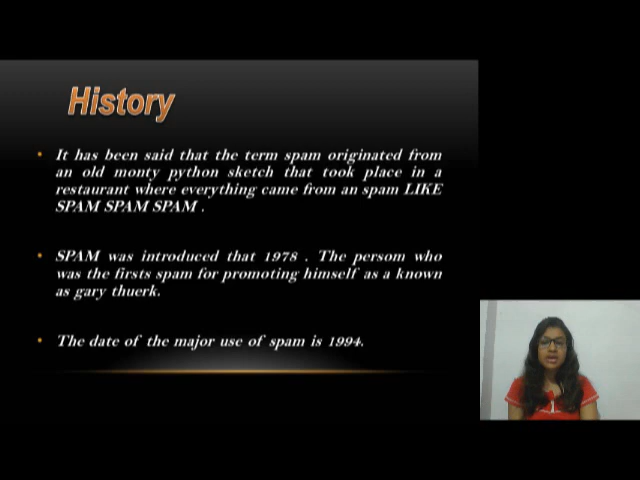 History
• It has been said that the term spam originated from
an old monty python sketch that took place in a
restaurant where everything came from an spam LIKE
SPAM SPAM SPAM .
• SPAM was introduced that 1978 . The persom who
was the firsts spam for promoting himself as a known
as gary thuerk.
• The date of the major use of spam is 1994.